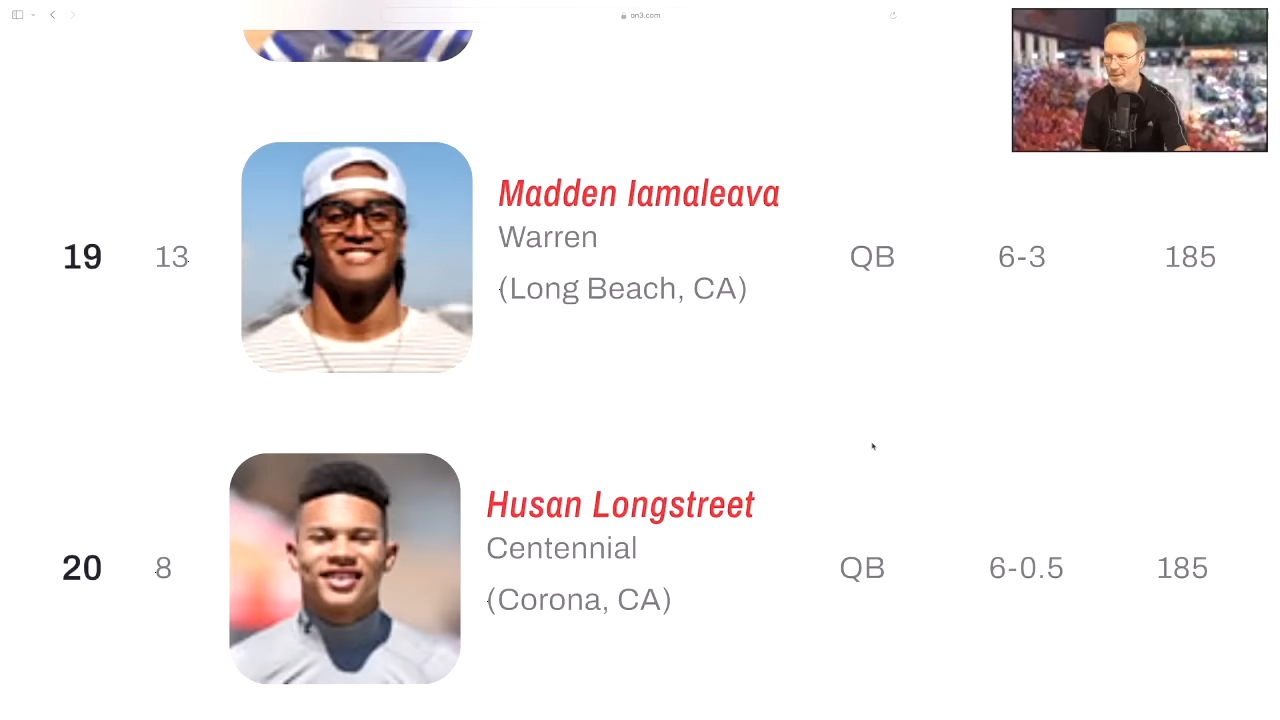 on3.com
19
13
Madden Iamaleava
Warren
(Long Beach, CA)
QB
6-3
185
20
8
Husan Longstreet
Centennial
(Corona, CA)
QB
6-0.5
185